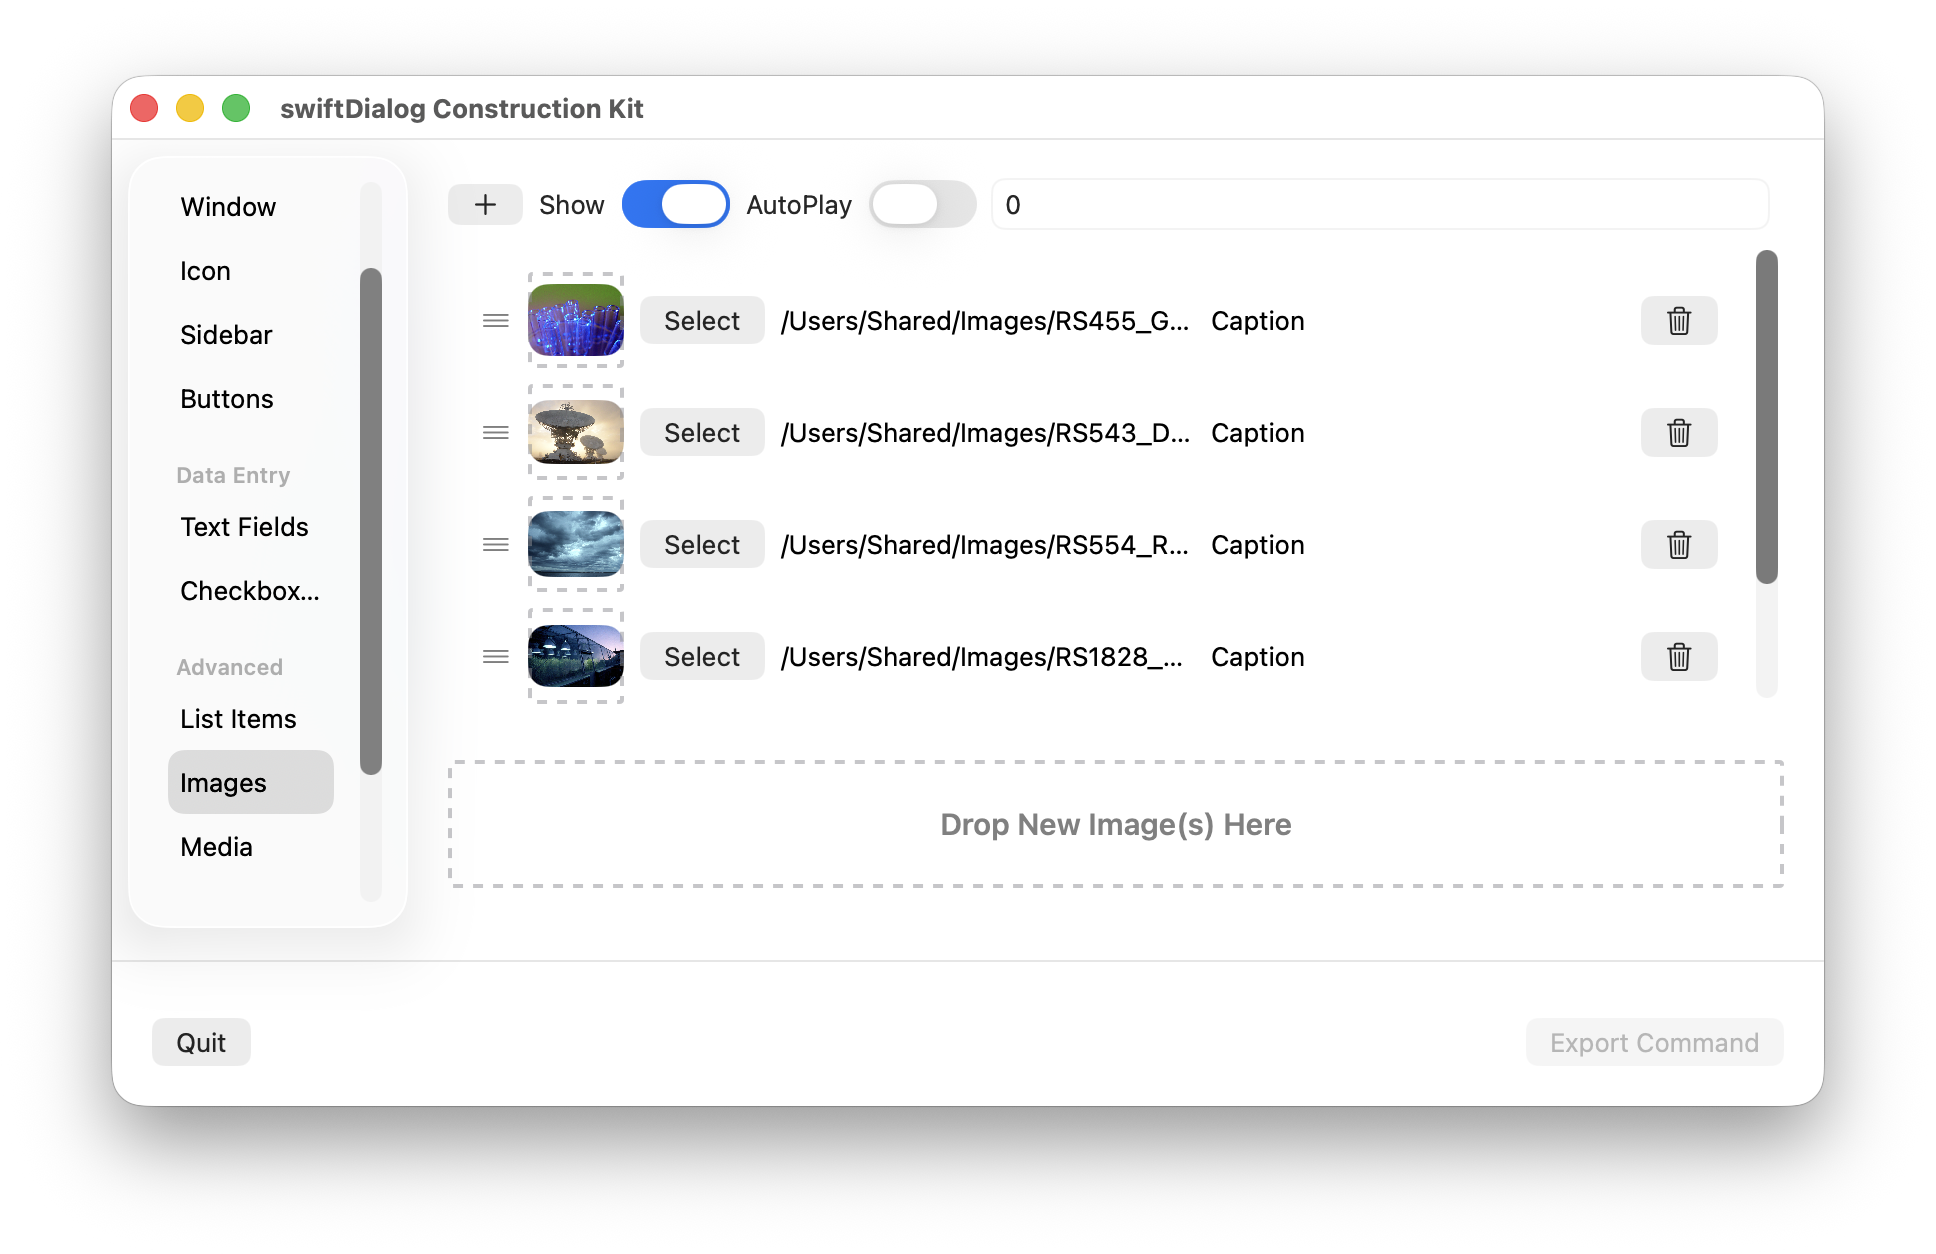 swiftDialog Construction Kit
Window
Icon
Sidebar
Buttons
Data Entry
Text Fields
Checkbox...
Advanced
List Items
Images
Media
Show AutoPlay 0
Select /Users/Shared/Images/RS455_G... Caption
Select /Users/Shared/Images/RS543_D... Caption
Select /Users/Shared/Images/RS554_R... Caption
Select /Users/Shared/Images/RS1828_... Caption
Drop New Image(s) Here
Quit
Export Command